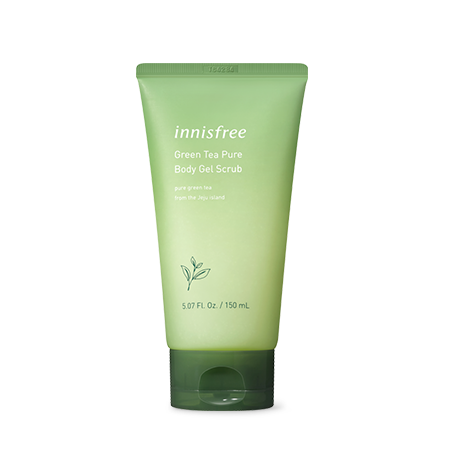 innisfree
Green Tea Pure
Body Gel Scrub
pure green tea
from the Jeju island
5.07 Fl. Oz. / 150 mL